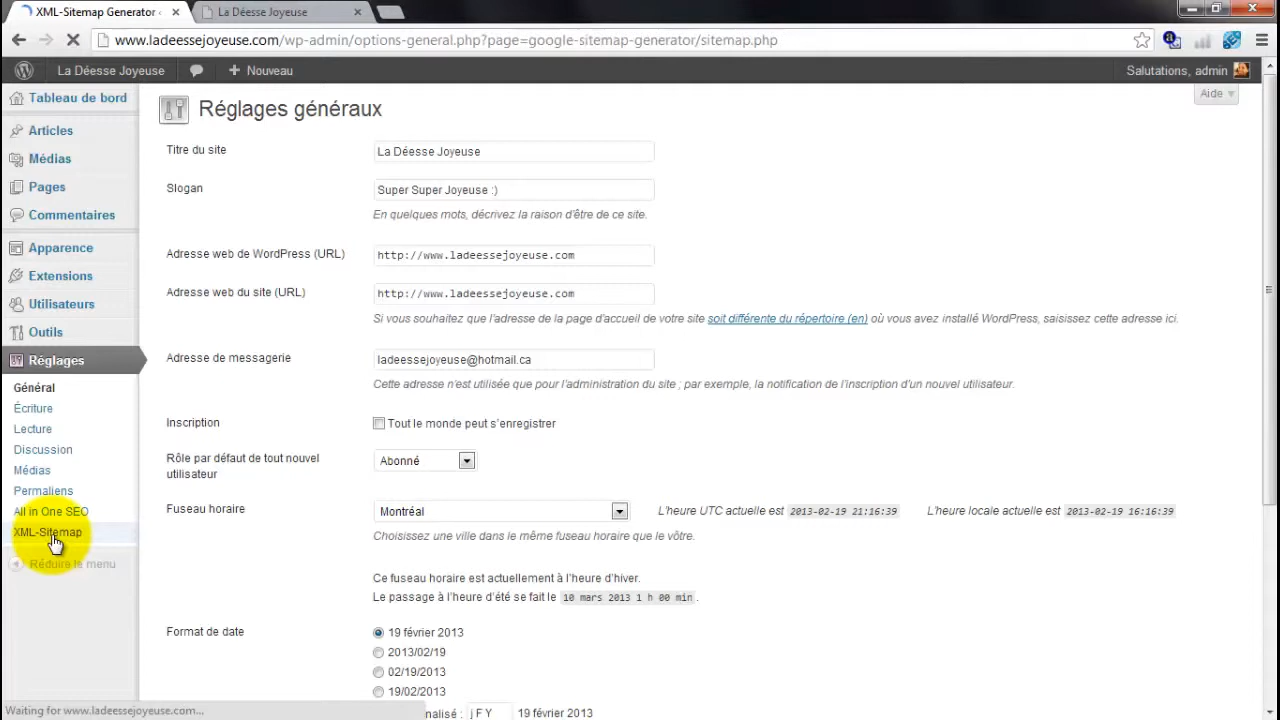 XML-Sitemap Generator ‹
La Déesse Joyeuse
www.ladeessejoyeuse.com/wp-admin/options-general.php?page=google-sitemap-generator/sitemap.php
La Déesse Joyeuse
Nouveau
Salutations, admin
Aide
Tableau de bord
Articles
Médias
Pages
Commentaires
Apparence
Extensions
Utilisateurs
Outils
Réglages
Général
Écriture
Lecture
Discussion
Médias
Permaliens
All in One SEO
XML-Sitemap
Réduire le menu
Réglages généraux
Titre du site
La Déesse Joyeuse
Slogan
Super Super Joyeuse :)
En quelques mots, décrivez la raison d'être de ce site.
Adresse web de WordPress (URL)
http://www.ladeessejoyeuse.com
Adresse web du site (URL)
http://www.ladeessejoyeuse.com
Si vous souhaitez que l'adresse de la page d'accueil de votre site soit différente du répertoire (en) où vous avez installé WordPress, saisissez cette adresse ici.
Adresse de messagerie
ladeessejoyeuse@hotmail.ca
Cette adresse n'est utilisée que pour l'administration du site ; par exemple, la notification de l'inscription d'un nouvel utilisateur.
Inscription
Tout le monde peut s'enregistrer
Rôle par défaut de tout nouvel
utilisateur
Abonné
Fuseau horaire
Montréal
L'heure UTC actuelle est 2013-02-19 21:16:39
L'heure locale actuelle est 2013-02-19 16:16:39
Choisissez une ville dans le même fuseau horaire que le vôtre.
Ce fuseau horaire est actuellement à l'heure d'hiver.
Le passage à l'heure d'été se fait le 10 mars 2013 1 h 00 min.
Format de date
19 février 2013
2013/02/19
02/19/2013
19/02/2013
nalisé : j F Y 19 février 2013
Waiting for www.ladeessejoyeuse.com...